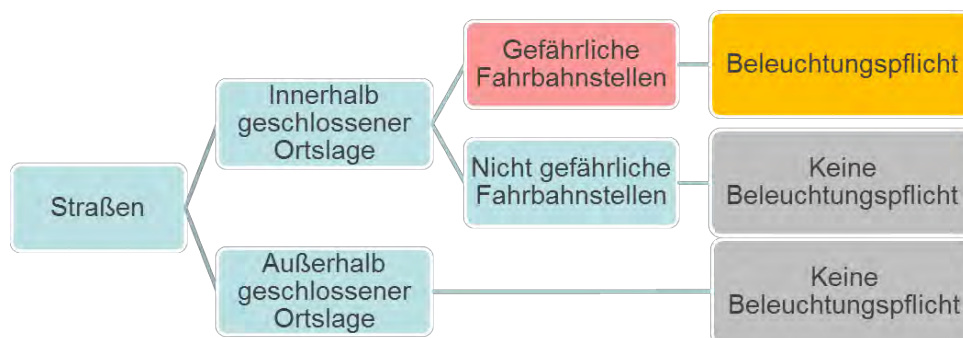 Gefährliche
Fahrbahnstellen
Beleuchtungspflicht
Innerhalb
geschlossener
Ortslage
Nicht gefährliche
Fahrbahnstellen
Keine
Beleuchtungspflicht
Straßen
Außerhalb
geschlossener
Ortslage
Keine
Beleuchtungspflicht